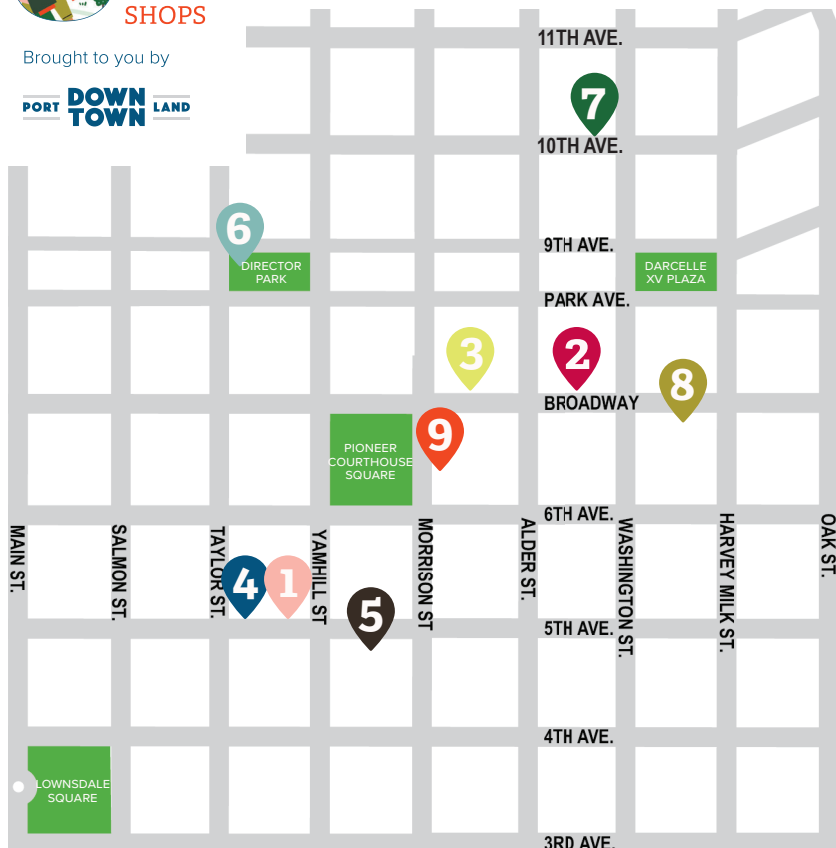 SHOPS
Brought to you by
PORT DOWN TOWN LAND
11TH AVE.
7
10TH AVE.
6
9TH AVE.
DIRECTOR
PARK
DARCELLE
XV PLAZA
PARK AVE.
3
2
8
BROADWAY
9
PIONEER
COURTHOUSE
SQUARE
6TH AVE.
MAIN ST.
SALMON ST.
TAYLOR ST.
YAMHILL ST
MORRISON ST
ALDER ST.
WASHINGTON ST.
HARVEY MILK ST.
OAK ST.
4
1
5
5TH AVE.
4TH AVE.
LOWNSDALE
SQUARE
3RD AVE.